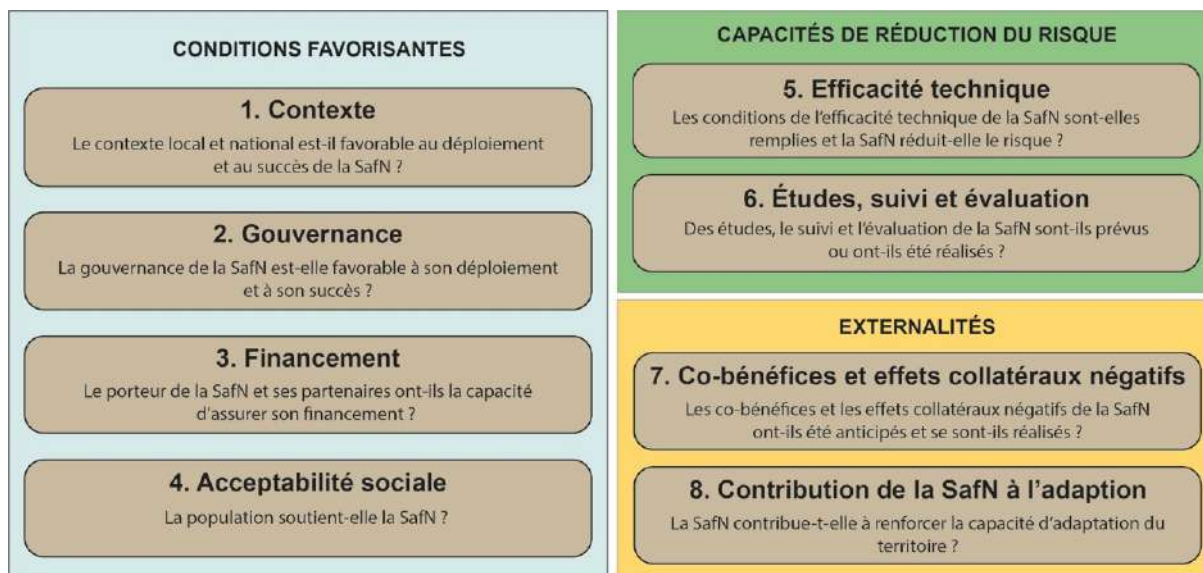 CONDITIONS FAVORISANTES
1. Contexte
Le contexte local et national est-il favorable au déploiement
et au succès de la SafN ?
2. Gouvernance
La gouvernance de la SafN est-elle favorable à son déploiement
et à son succès ?
3. Financement
Le porteur de la SafN et ses partenaires ont-ils la capacité
d'assurer son financement ?
4. Acceptabilité sociale
La population soutient-elle la SafN ?
CAPACITÉS DE RÉDUCTION DU RISQUE
5. Efficacité technique
Les conditions de l'efficacité technique de la SafN sont-elles
remplies et la SafN réduit-elle le risque ?
6. Études, suivi et évaluation
Des études, le suivi et l'évaluation de la SafN sont-ils prévus
ou ont-ils été réalisés ?
EXTERNALITÉS
7. Co-bénéfices et effets collatéraux négatifs
Les co-bénéfices et les effets collatéraux négatifs de la SafN
ont-ils été anticipés et se sont-ils réalisés ?
8. Contribution de la SafN à l'adaption
La SafN contribue-t-elle à renforcer la capacité d'adaptation du
territoire ?